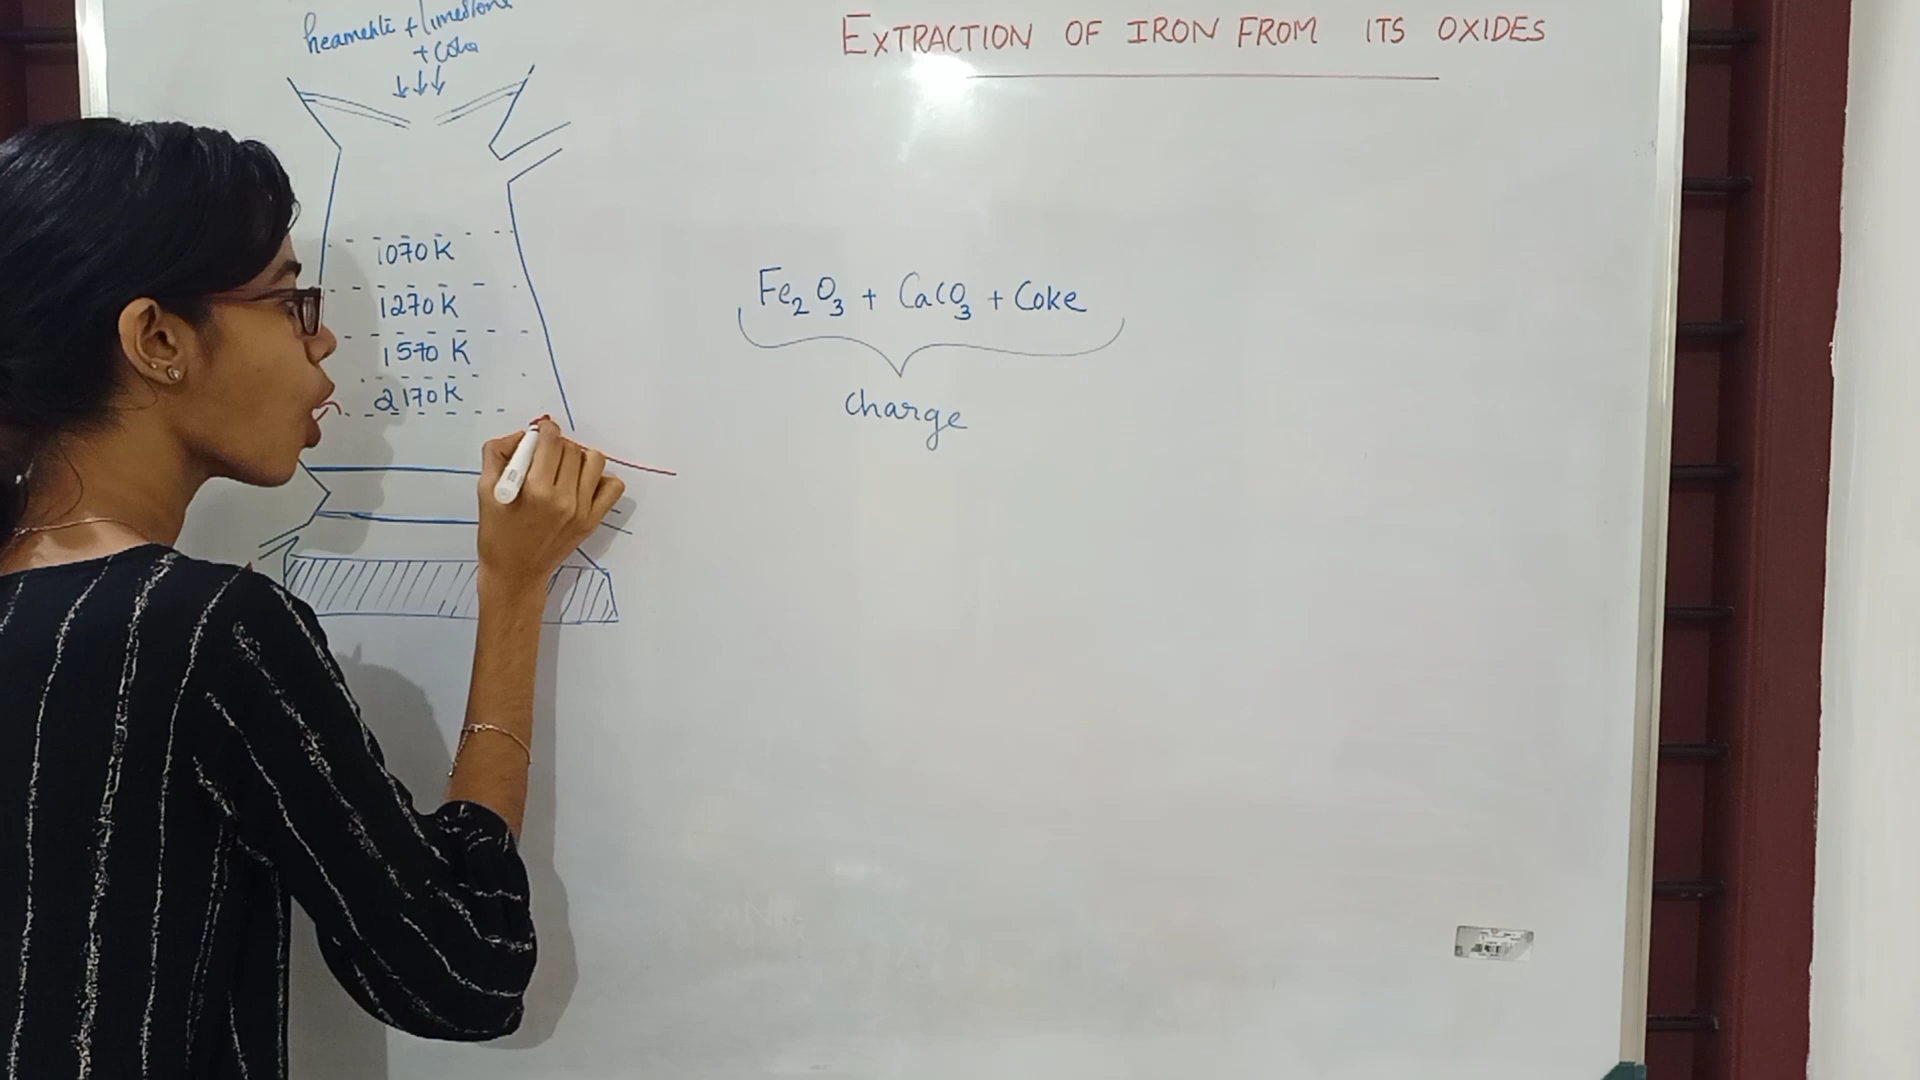 EXTRACTION OF IRON FROM ITS OXIDES
heamehti + limestone
+ Coke
1070 K
1270 K
1570 K
2170 K
Fe2O3 + CaCO3 + Coke
Charge